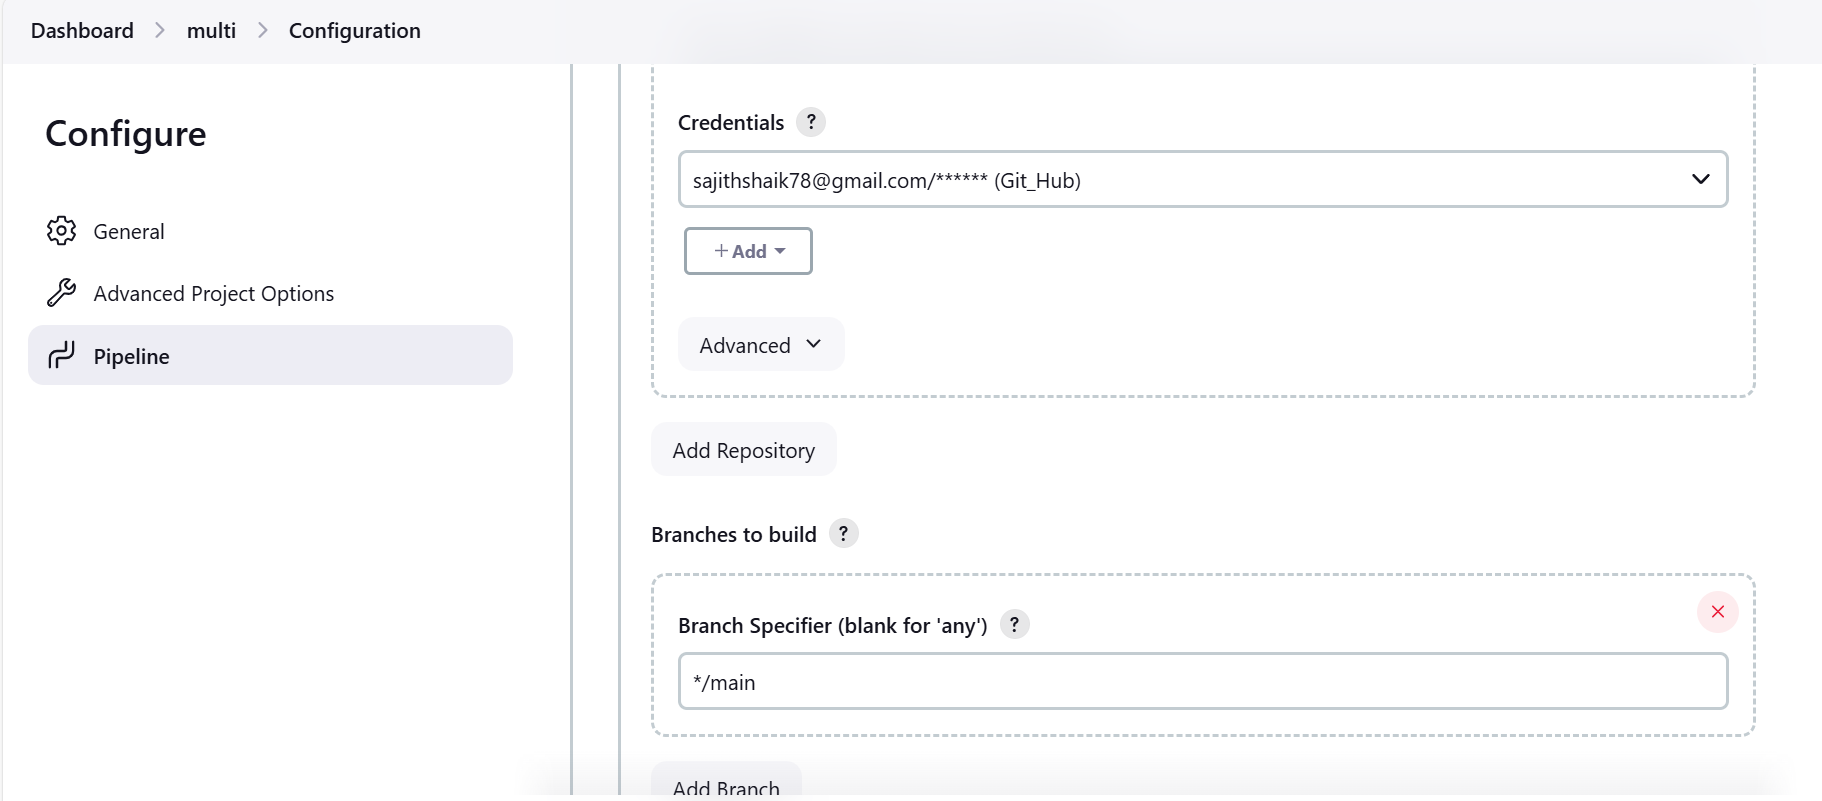 Dashboard > multi > Configuration
Configure
General
Advanced Project Options
Pipeline
Credentials ?
sajithshaik78@gmail.com/****** (Git_Hub)
+ Add
Advanced
Add Repository
Branches to build ?
Branch Specifier (blank for 'any') ?
*/main
Add Branch